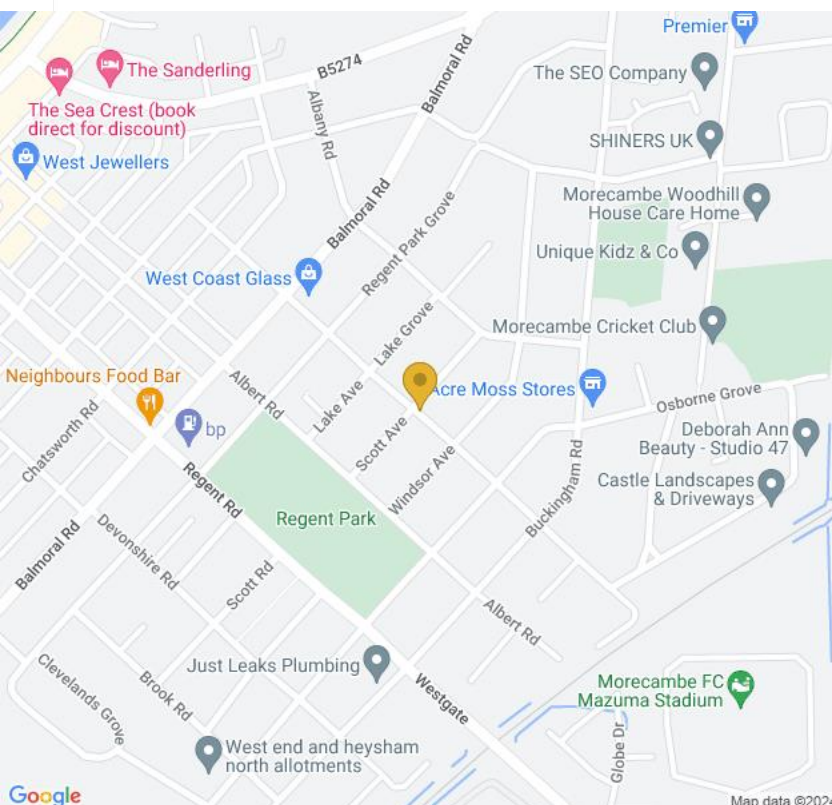 Premier
B5274
Balmoral Rd
The Sanderling
The SEO Company
The Sea Crest (book
direct for discount)
Albany Rd
SHINERS UK
West Jewellers
Balmoral Rd
Regent Park Grove
Morecambe Woodhill
House Care Home
Unique Kidz & Co
West Coast Glass
Lake Grove
Morecambe Cricket Club
Neighbours Food Bar
Albert Rd
Lake Ave
Acre Moss Stores
Osborne Grove
Chatsworth Rd
bp
Scott Ave
Deborah Ann
Beauty - Studio 47
Windsor Ave
Buckingham Rd
Castle Landscapes
& Driveways
Regent Rd
Regent Park
Balmoral Rd
Devonshire Rd
Scott Rd
Albert Rd
Just Leaks Plumbing
Westgate
Clevelands Grove
Brook Rd
Morecambe FC
Mazuma Stadium
West end and heysham
north allotments
Globe Dr
Google
Map data ©2024